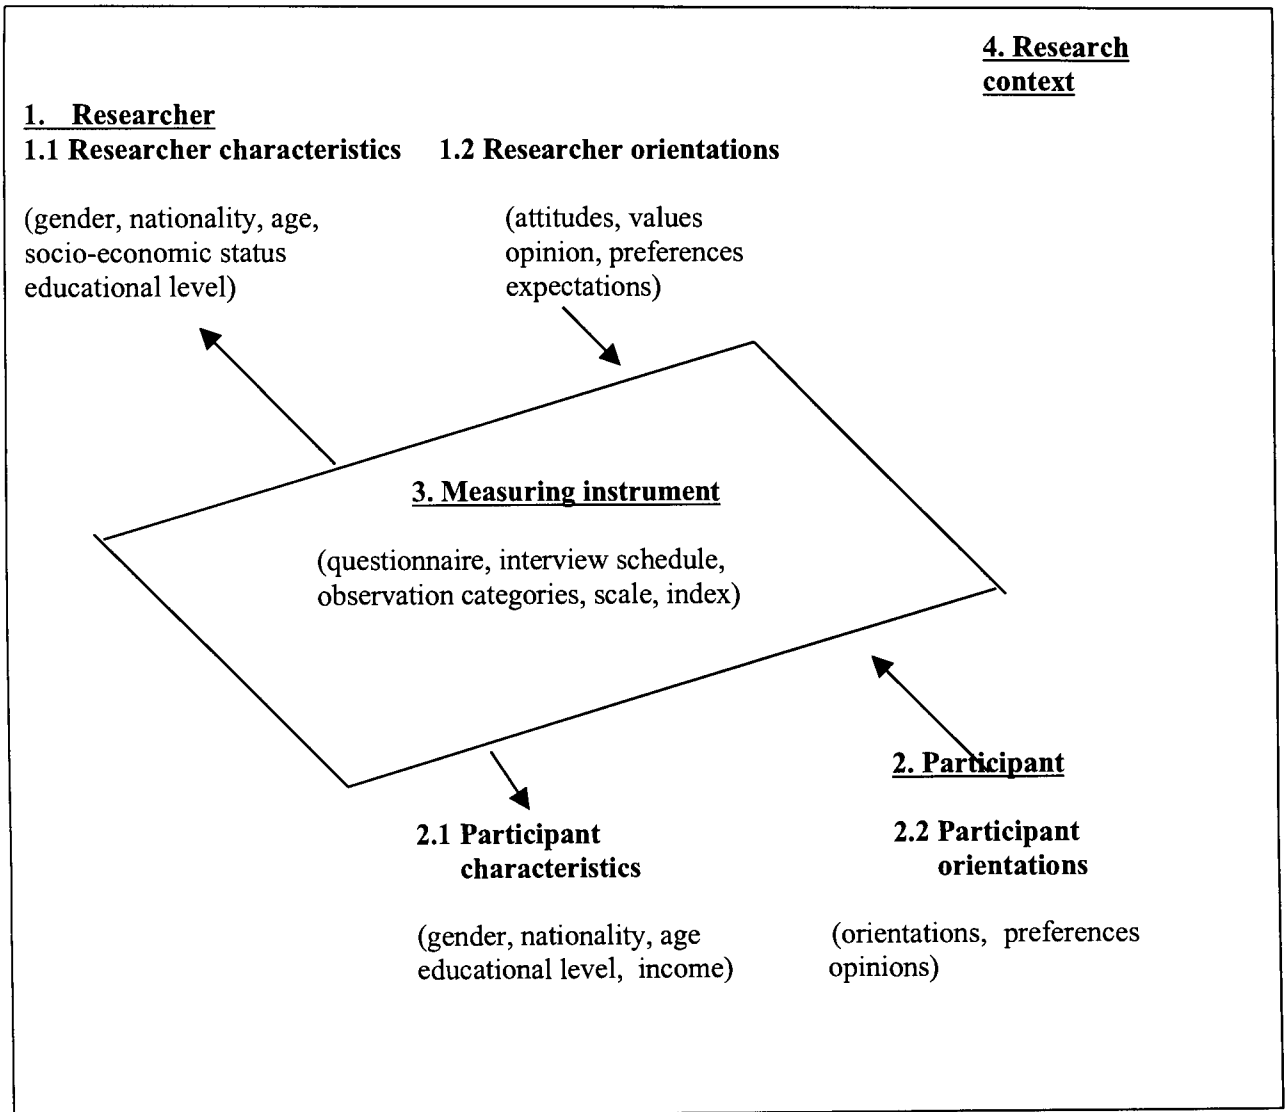 4. Research
context
1. Researcher
1.1 Researcher characteristics 1.2 Researcher orientations
(gender, nationality, age,
socio-economic status
educational level)
(attitudes, values
opinion, preferences
expectations)
3. Measuring instrument
(questionnaire, interview schedule,
observation categories, scale, index)
2. Participant
2.1 Participant
characteristics
2.2 Participant
orientations
(gender, nationality, age
educational level, income)
(orientations, preferences
opinions)